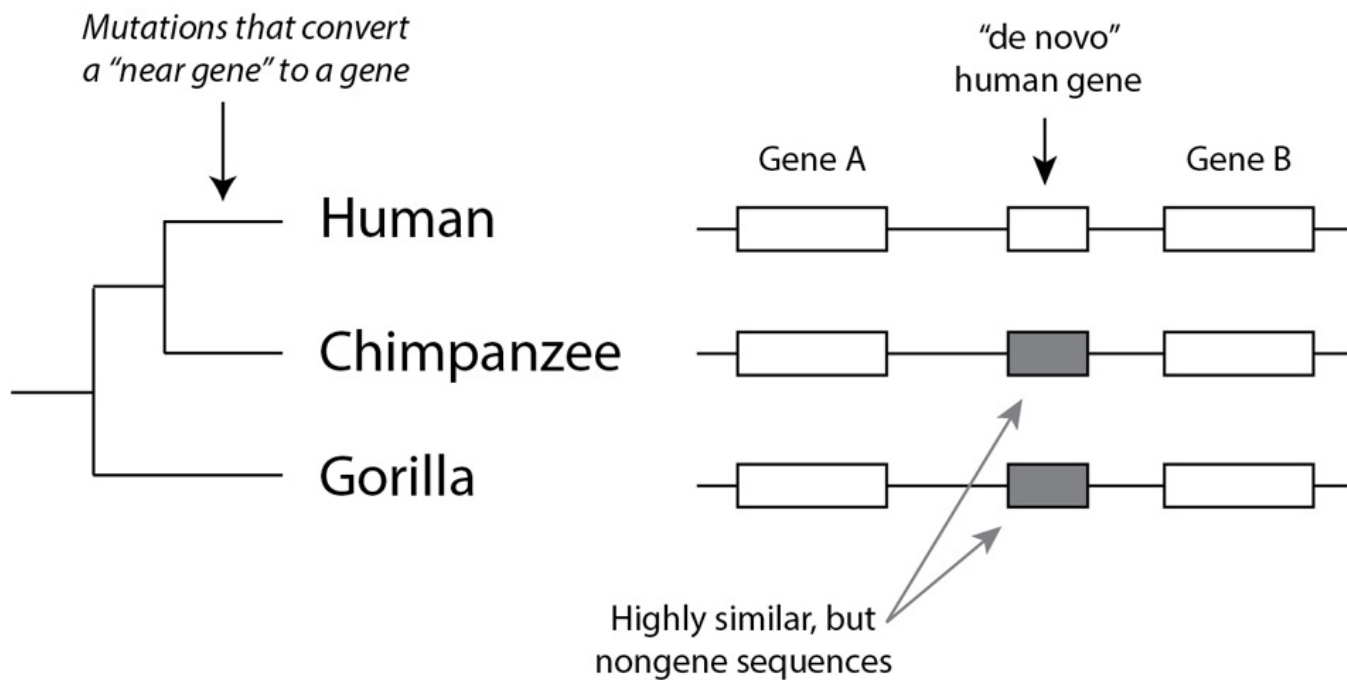 Mutations that convert
a “near gene” to a gene
“de novo”
human gene
Gene A
Gene B
Human
Chimpanzee
Gorilla
Highly similar, but
nongene sequences